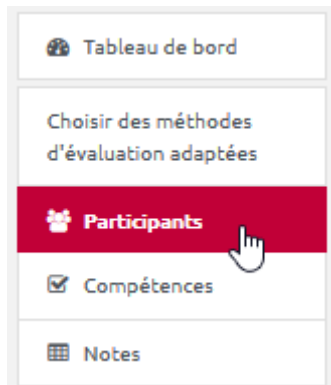 Tableau de bord
Choisir des méthodes
d'évaluation adaptées
Participants
Compétences
Notes